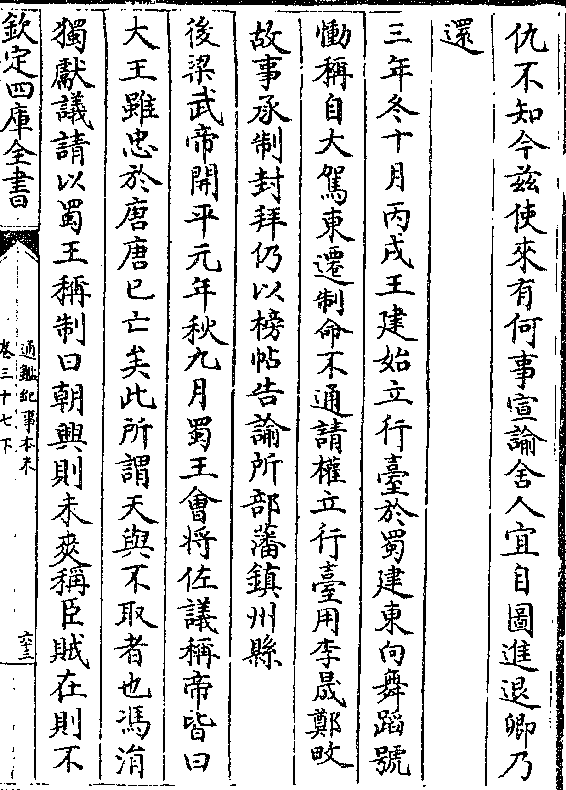 仇不知今兹使來有何事宣諭舍人宜自圖進退卿乃
還
三年冬十月丙戌王建始立行臺於蜀建東向舞蹈號
慟稱自大駕東遷制命不通請權立行臺用李晟鄭畋
故事承制封拜仍以榜帖告諭所部藩鎮州縣
後梁武帝開平元年秋九月蜀王會將佐議稱帝皆曰
大王雖忠於唐唐已亡矣此所謂天與不取者也馮涓
獨獻議請以蜀王稱制曰朝興則未爽稱臣賊在則不
欽定四庫全書
通鑑紀事本末
卷三十七下
六三